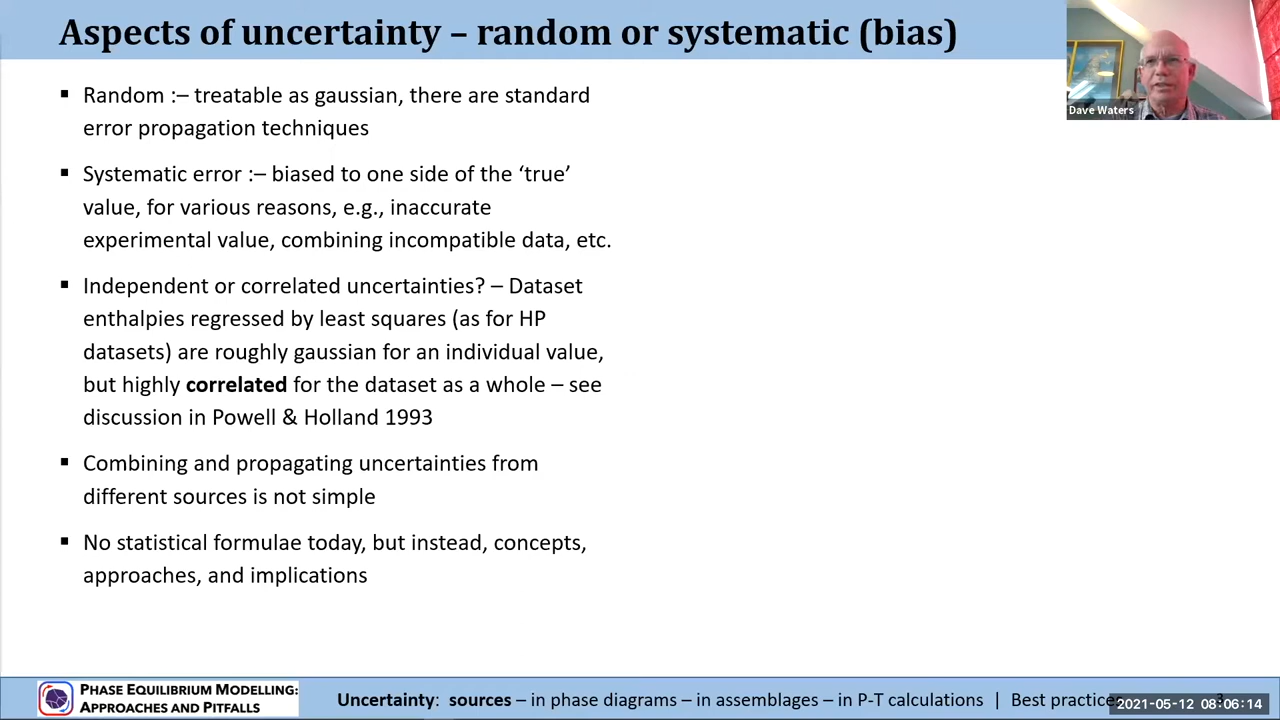 Aspects of uncertainty – random or systematic (bias)
Dave Waters
▪ Random :– treatable as gaussian, there are standard
error propagation techniques
▪ Systematic error :– biased to one side of the ‘true’
value, for various reasons, e.g., inaccurate
experimental value, combining incompatible data, etc.
▪ Independent or correlated uncertainties? – Dataset
enthalpies regressed by least squares (as for HP
datasets) are roughly gaussian for an individual value,
but highly correlated for the dataset as a whole – see
discussion in Powell & Holland 1993
▪ Combining and propagating uncertainties from
different sources is not simple
▪ No statistical formulae today, but instead, concepts,
approaches, and implications
PHASE EQUILIBRIUM MODELLING:
APPROACHES AND PITFALLS
Uncertainty: sources – in phase diagrams – in assemblages – in P-T calculations | Best practices
2021-05-12 08:06:14